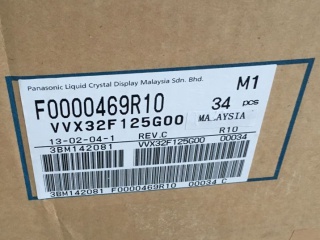 Panasonic Liquid Crystal Display Malaysia Sdn. Bhd.
M1
F0000469R10 34 pcs
VVX32F125G00 MALAYSIA
13-02-04-1 REV.C R10
VVX32F125G00 00034
3BM142081 F0000469R10 00034 C
3BM142081